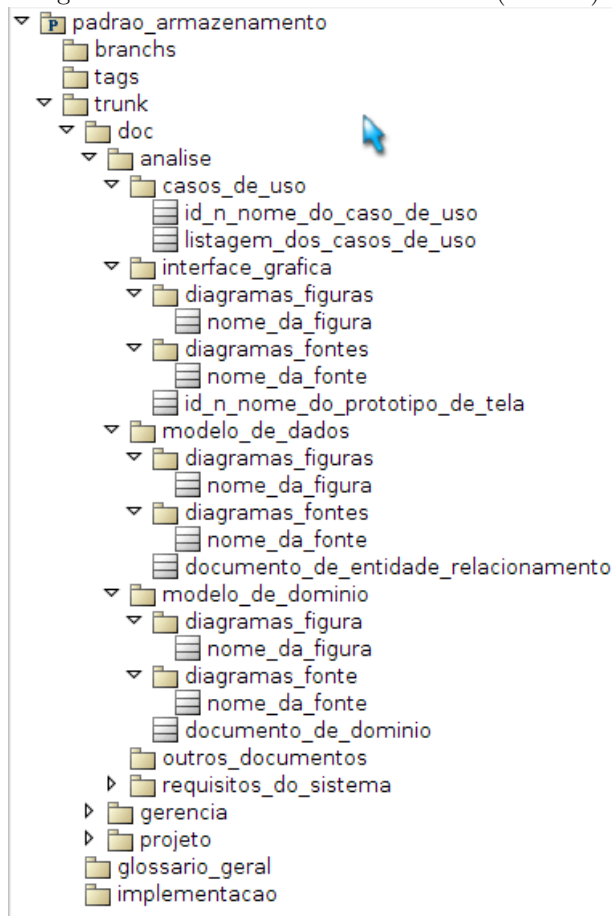 padrao_armazenamento
branchs
tags
trunk
doc
analise
casos_de_uso
id_n_nome_do_caso_de_uso
listagem_dos_casos_de_uso
interface_grafica
diagramas_figuras
nome_da_figura
diagramas_fontes
nome_da_fonte
id_n_nome_do_prototipo_de_tela
modelo_de_dados
diagramas_figuras
nome_da_figura
diagramas_fontes
nome_da_fonte
documento_de_entidade_relacionamento
modelo_de_dominio
diagramas_figura
nome_da_figura
diagramas_fonte
nome_da_fonte
documento_de_dominio
outros_documentos
requisitos_do_sistema
gerencia
projeto
glossario_geral
implementacao